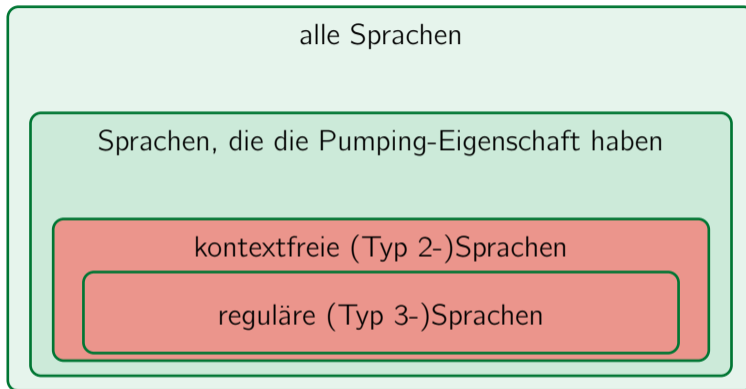 alle Sprachen
Sprachen, die die Pumping-Eigenschaft haben
kontextfreie (Typ 2-)Sprachen
reguläre (Typ 3-)Sprachen